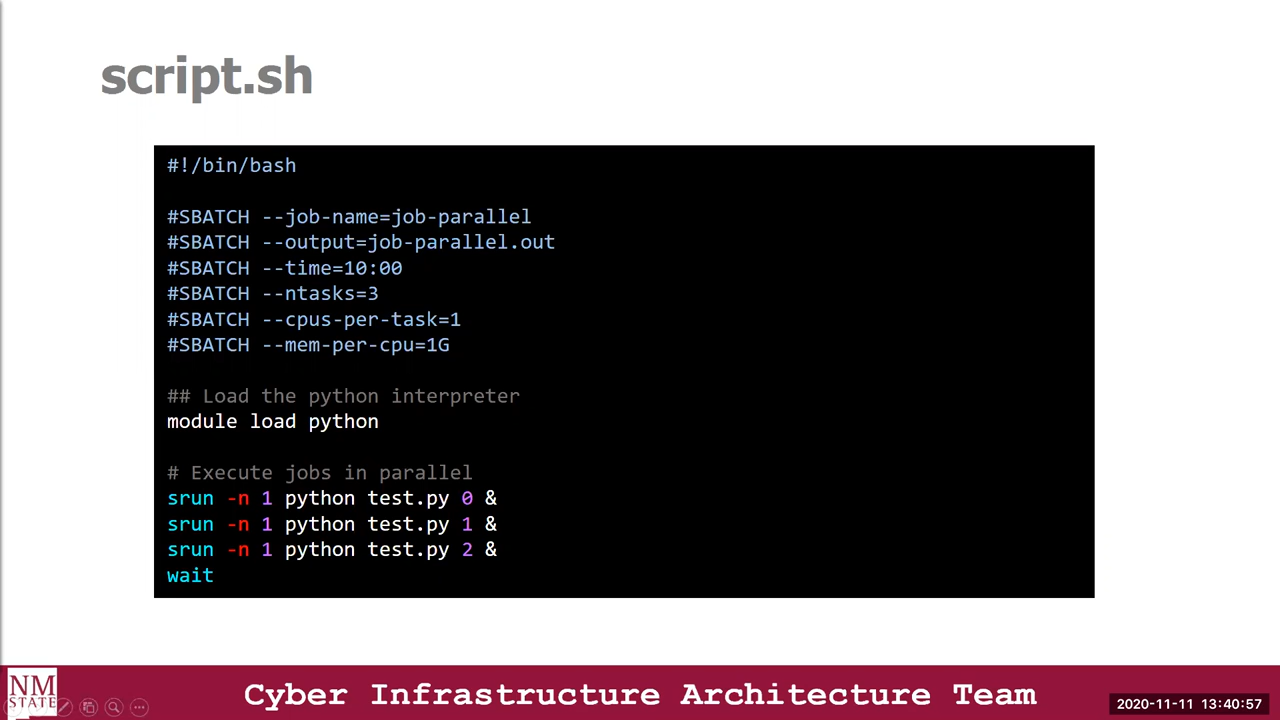 script.sh
#!/bin/bash
#SBATCH --job-name=job-parallel
#SBATCH --output=job-parallel.out
#SBATCH --time=10:00
#SBATCH --ntasks=3
#SBATCH --cpus-per-task=1
#SBATCH --mem-per-cpu=1G
## Load the python interpreter
module load python
# Execute jobs in parallel
srun -n 1 python test.py 0 &
srun -n 1 python test.py 1 &
srun -n 1 python test.py 2 &
wait
NM
STATE
Cyber Infrastructure Architecture Team
2020-11-11 13:40:57